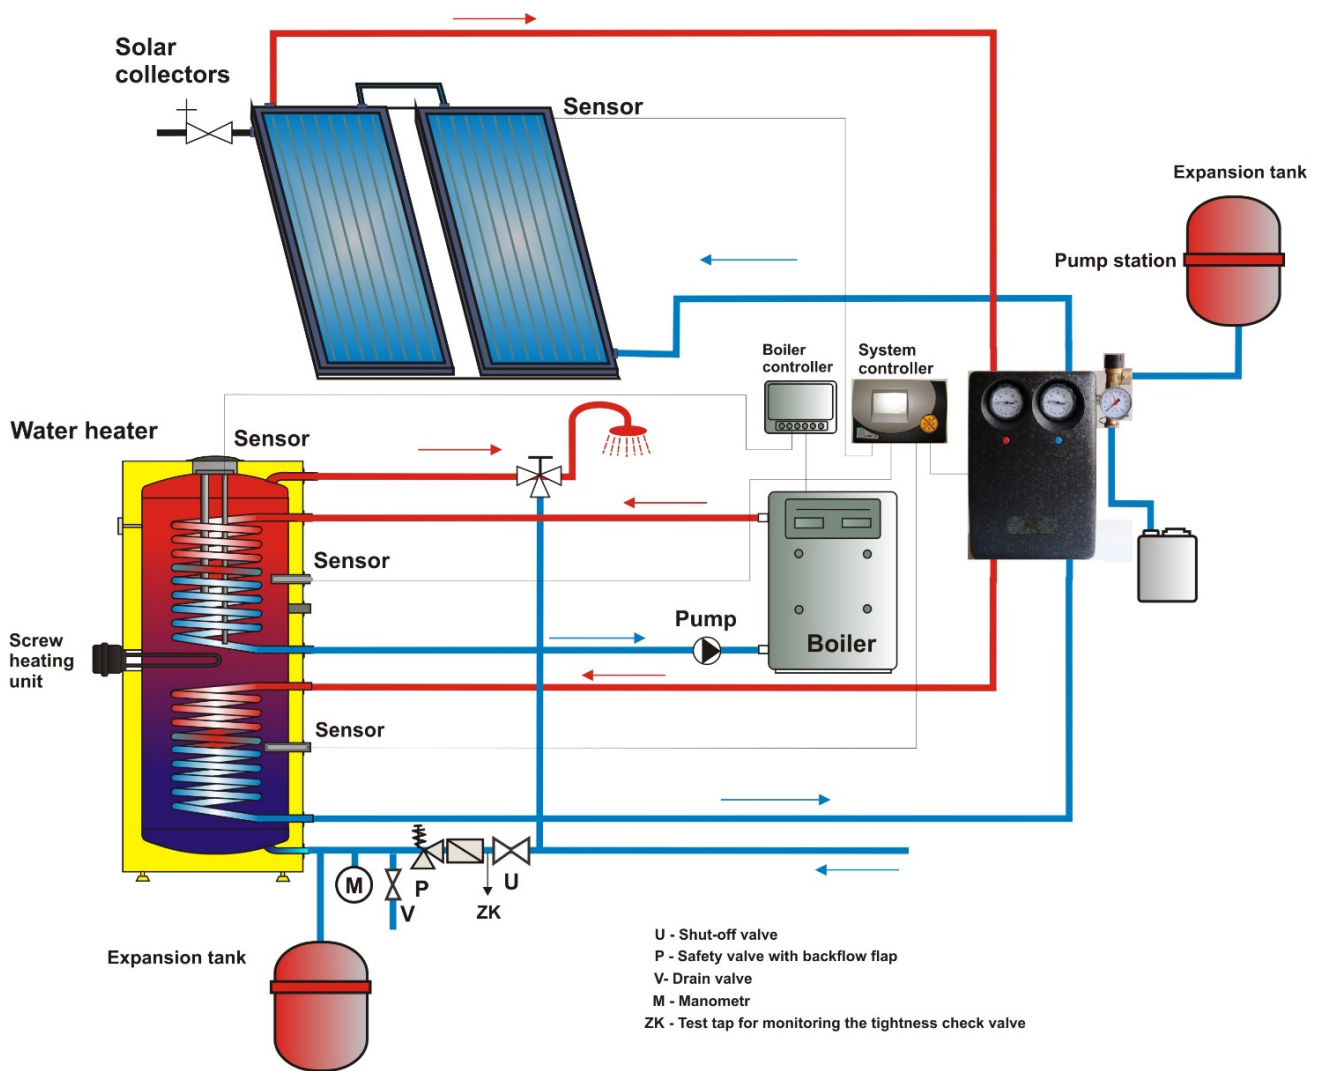 Solar
collectors
Sensor
Expansion tank
Pump station
Boiler
controller
System
controller
Water heater
Sensor
Sensor
Screw
heating
unit
Pump
Boiler
Sensor
M
V
P
ZK
U
Expansion tank
U - Shut-off valve
P - Safety valve with backflow flap
V- Drain valve
M - Manometr
ZK - Test tap for monitoring the tightness check valve